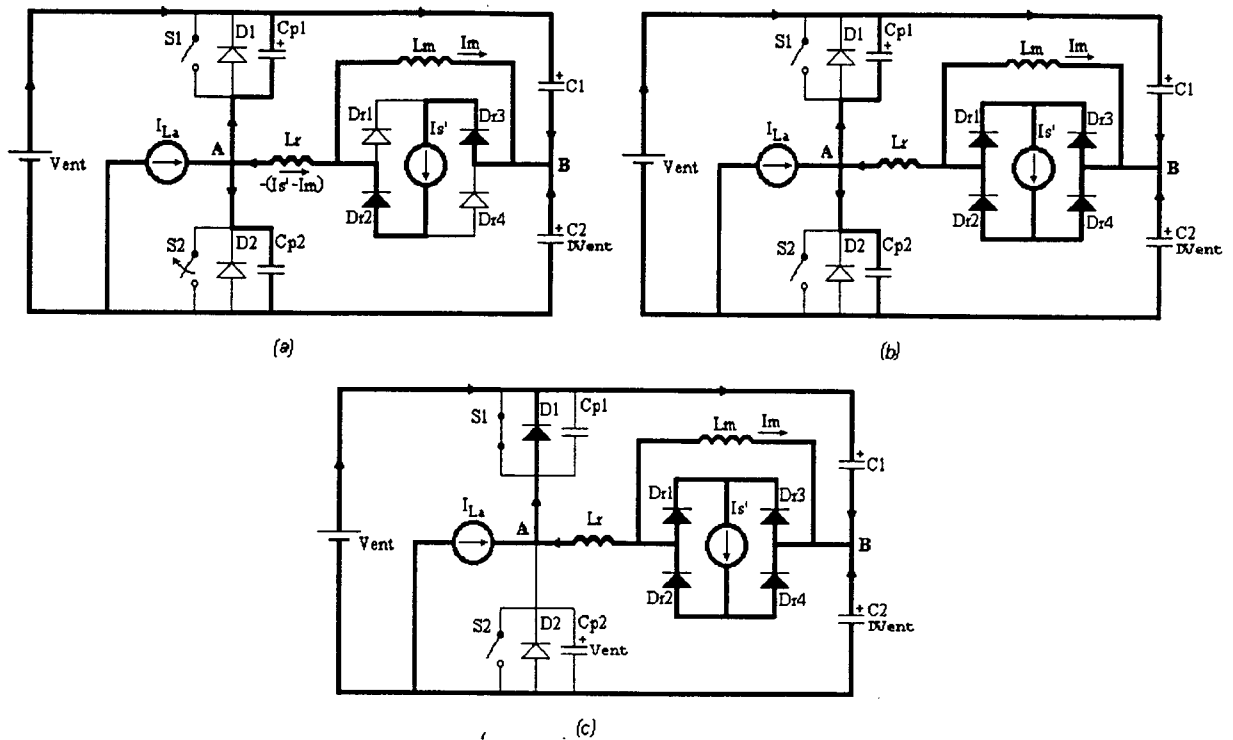 S1
D1
Cp1
+
Lm
Im
+
C1
ILa
A
Lr
Dr1
Is'
Dr3
Vent
-(Is'-Im)
B
Dr2
Dr4
S2
D2
Cp2
+
C2
DVent
(a)
S1
D1
Cp1
+
Lm
Im
+
C1
ILa
A
Lr
Dr1
Is'
Dr3
Vent
B
Dr2
Dr4
S2
D2
Cp2
+
C2
DVent
(b)
S1
D1
Cp1
Lm
Im
+
C1
ILa
A
Lr
Dr1
Is'
Dr3
Vent
B
Dr2
Dr4
S2
D2
Cp2
+
Vent
+
C2
DVent
(c)